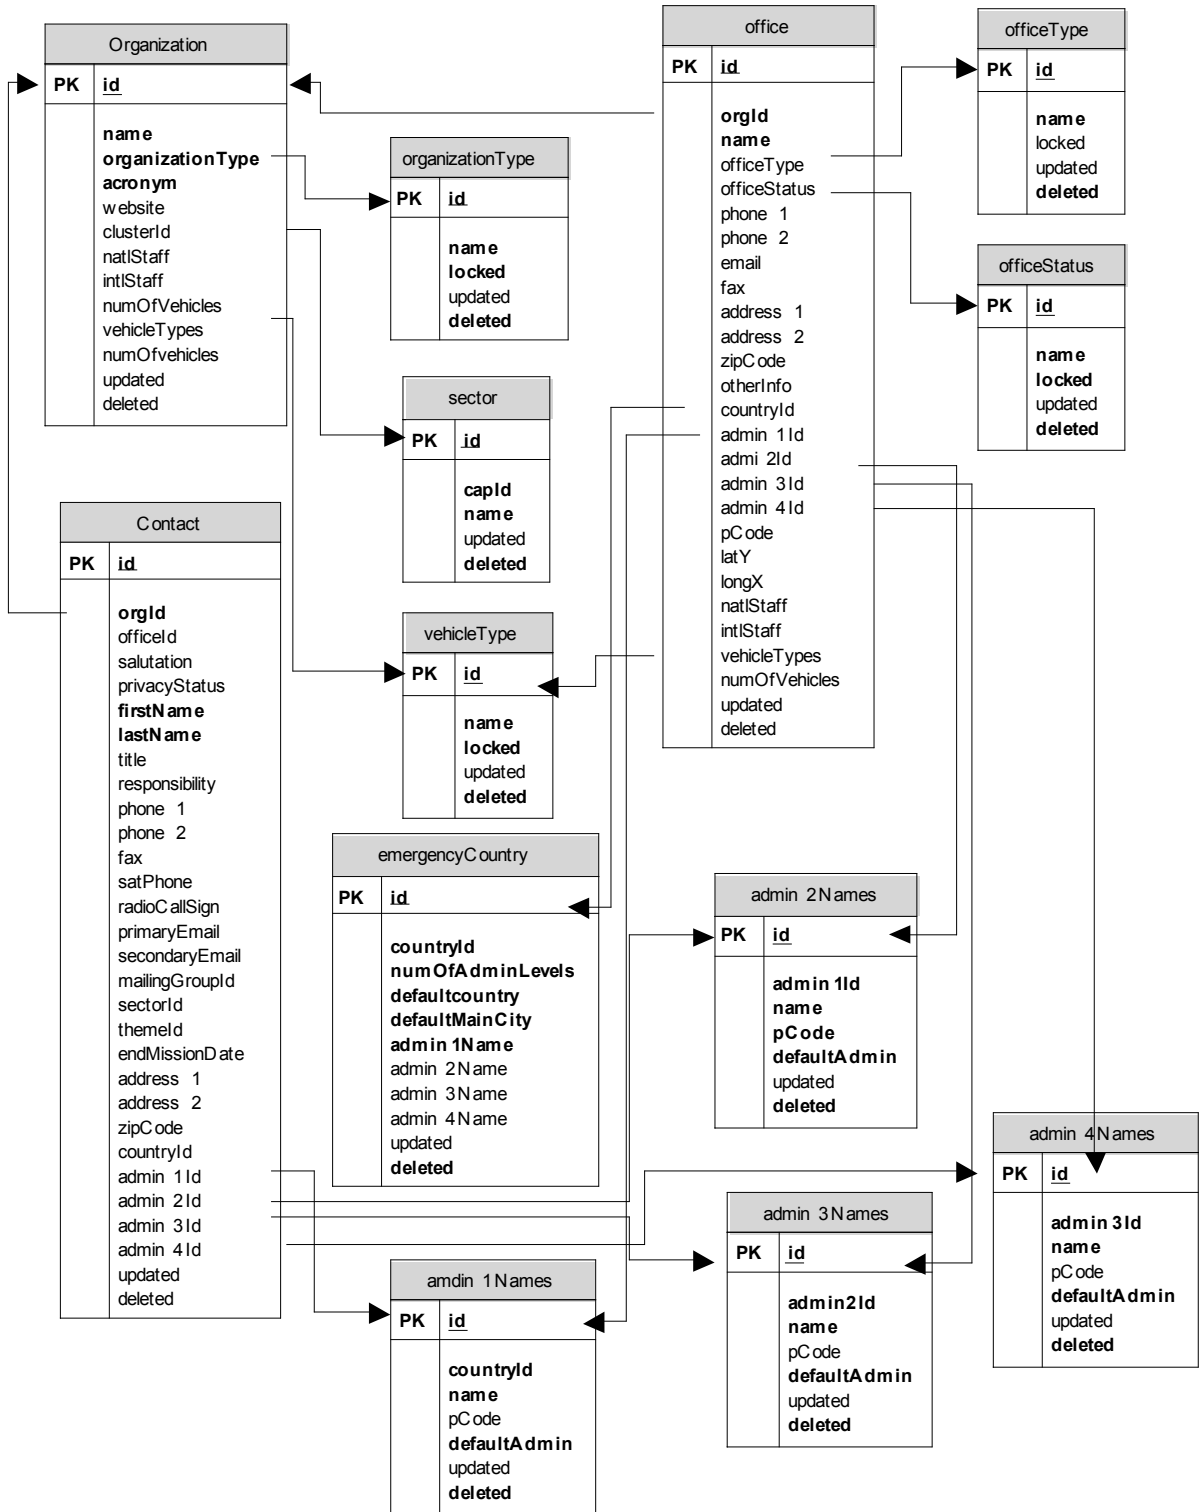 Organization
PK id
name
organizationType
acronym
website
clusterId
natlStaff
intlStaff
numOfVehicles
vehicleTypes
numOfvehicles
updated
deleted
office
PK id
orgId
name
officeType
officeStatus
phone 1
phone 2
email
fax
address 1
address 2
zipCode
otherInfo
countryId
admin 1Id
admi 2Id
admin 3Id
admin 4Id
pCode
latY
longX
natlStaff
intlStaff
vehicleTypes
numOfVehicles
updated
deleted
officeType
PK id
name
locked
updated
deleted
organizationType
PK id
name
locked
updated
deleted
officeStatus
PK id
name
locked
updated
deleted
sector
PK id
capId
name
updated
deleted
Contact
PK id
orgId
officeId
salutation
privacyStatus
firstName
lastName
title
responsibility
phone 1
phone 2
fax
satPhone
radioCallSign
primaryEmail
secondaryEmail
mailingGroupId
sectorId
themeId
endMissionDate
address 1
address 2
zipCode
countryId
admin 1Id
admin 2Id
admin 3Id
admin 4Id
updated
deleted
vehicleType
PK id
name
locked
updated
deleted
emergencyCountry
PK id
countryId
numOfAdminLevels
defaultcountry
defaultMainCity
admin 1Name
admin 2Name
admin 3Name
admin 4Name
updated
deleted
admin 2Names
PK id
admin 1Id
name
pCode
defaultAdmin
updated
deleted
admin 4Names
PK id
admin 3Id
name
pCode
defaultAdmin
updated
deleted
admin 3Names
PK id
admin2Id
name
pCode
defaultAdmin
updated
deleted
amdin 1Names
PK id
countryId
name
pCode
defaultAdmin
updated
deleted